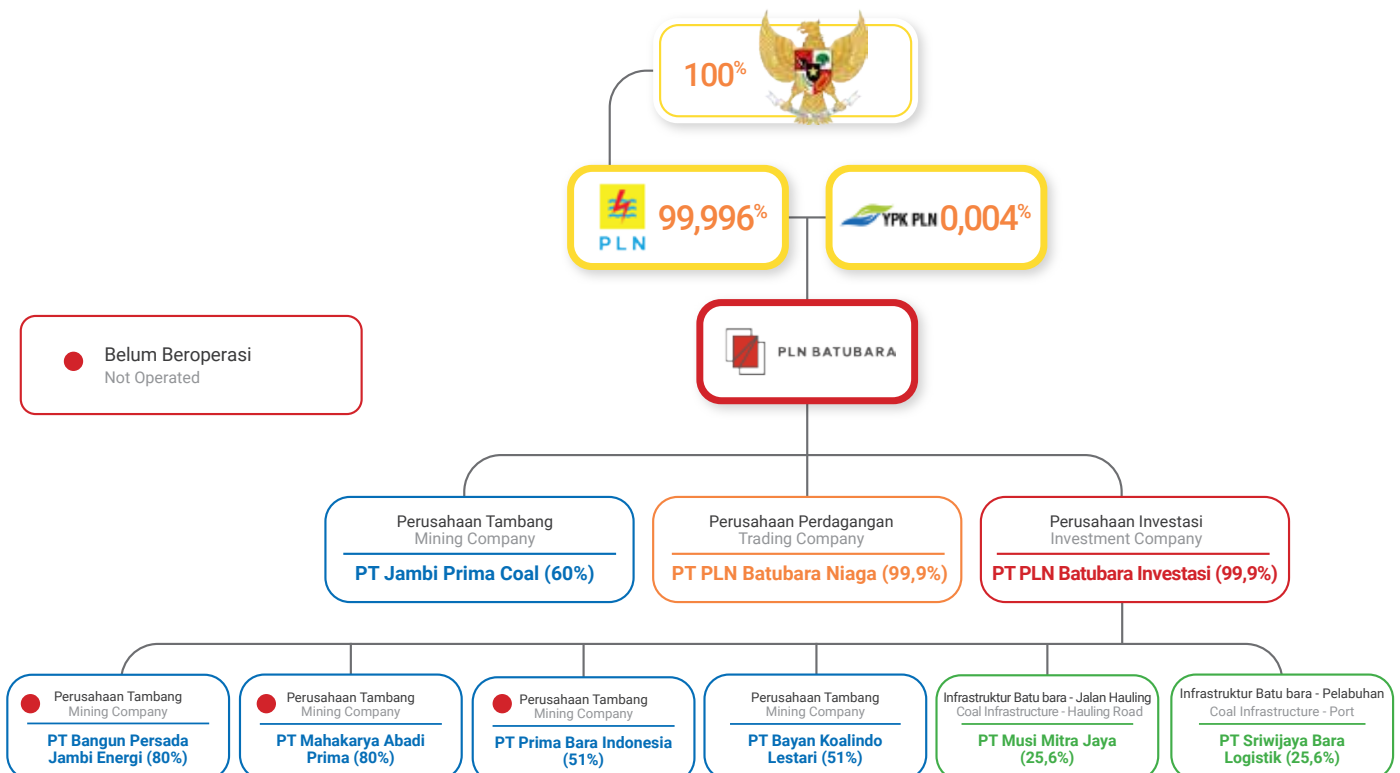 100%
PLN
99,996%
YPK PLN 0,004%
PLN BATUBARA
Belum Beroperasi
Not Operated
Perusahaan Tambang
Mining Company
PT Jambi Prima Coal (60%)
Perusahaan Perdagangan
Trading Company
PT PLN Batubara Niaga (99,9%)
Perusahaan Investasi
Investment Company
PT PLN Batubara Investasi (99,9%)
Perusahaan Tambang
Mining Company
PT Bangun Persada
Jambi Energi (80%)
Perusahaan Tambang
Mining Company
PT Mahakarya Abadi
Prima (80%)
Perusahaan Tambang
Mining Company
PT Prima Bara Indonesia
(51%)
Perusahaan Tambang
Mining Company
PT Bayan Koalindo
Lestari (51%)
Infrastruktur Batu bara - Jalan Hauling
Coal Infrastructure - Hauling Road
PT Musi Mitra Jaya
(25,6%)
Infrastruktur Batu bara - Pelabuhan
Coal Infrastructure - Port
PT Sriwijaya Bara
Logistik (25,6%)